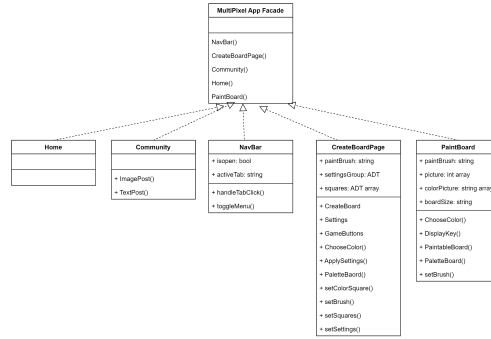 MultiPixel App Facade
NavBar()
CreateBoardPage()
Community()
Home()
PaintBoard()
Home
Community
+ ImagePost()
+ TextPost()
NavBar
+ isopen: bool
+ activeTab: string
+ handleTabClick()
+ toggleMenu()
CreateBoardPage
+ paintBrush: string
+ settingsGroup: ADT
+ squares: ADT array
+ CreateBoard
+ Settings
+ GameButtons
+ ChooseColor()
+ ApplySettings()
+ PaletteBaord()
+ setColorSquare()
+ setBrush()
+ setSquares()
+ setSettings()
PaintBoard
+ paintBrush: string
+ picture: int array
+ colorPicture: string array
+ boardSize: string
+ ChooseColor()
+ DisplayKey()
+ PaintableBoard()
+ PaletteBoard()
+ setBrush()